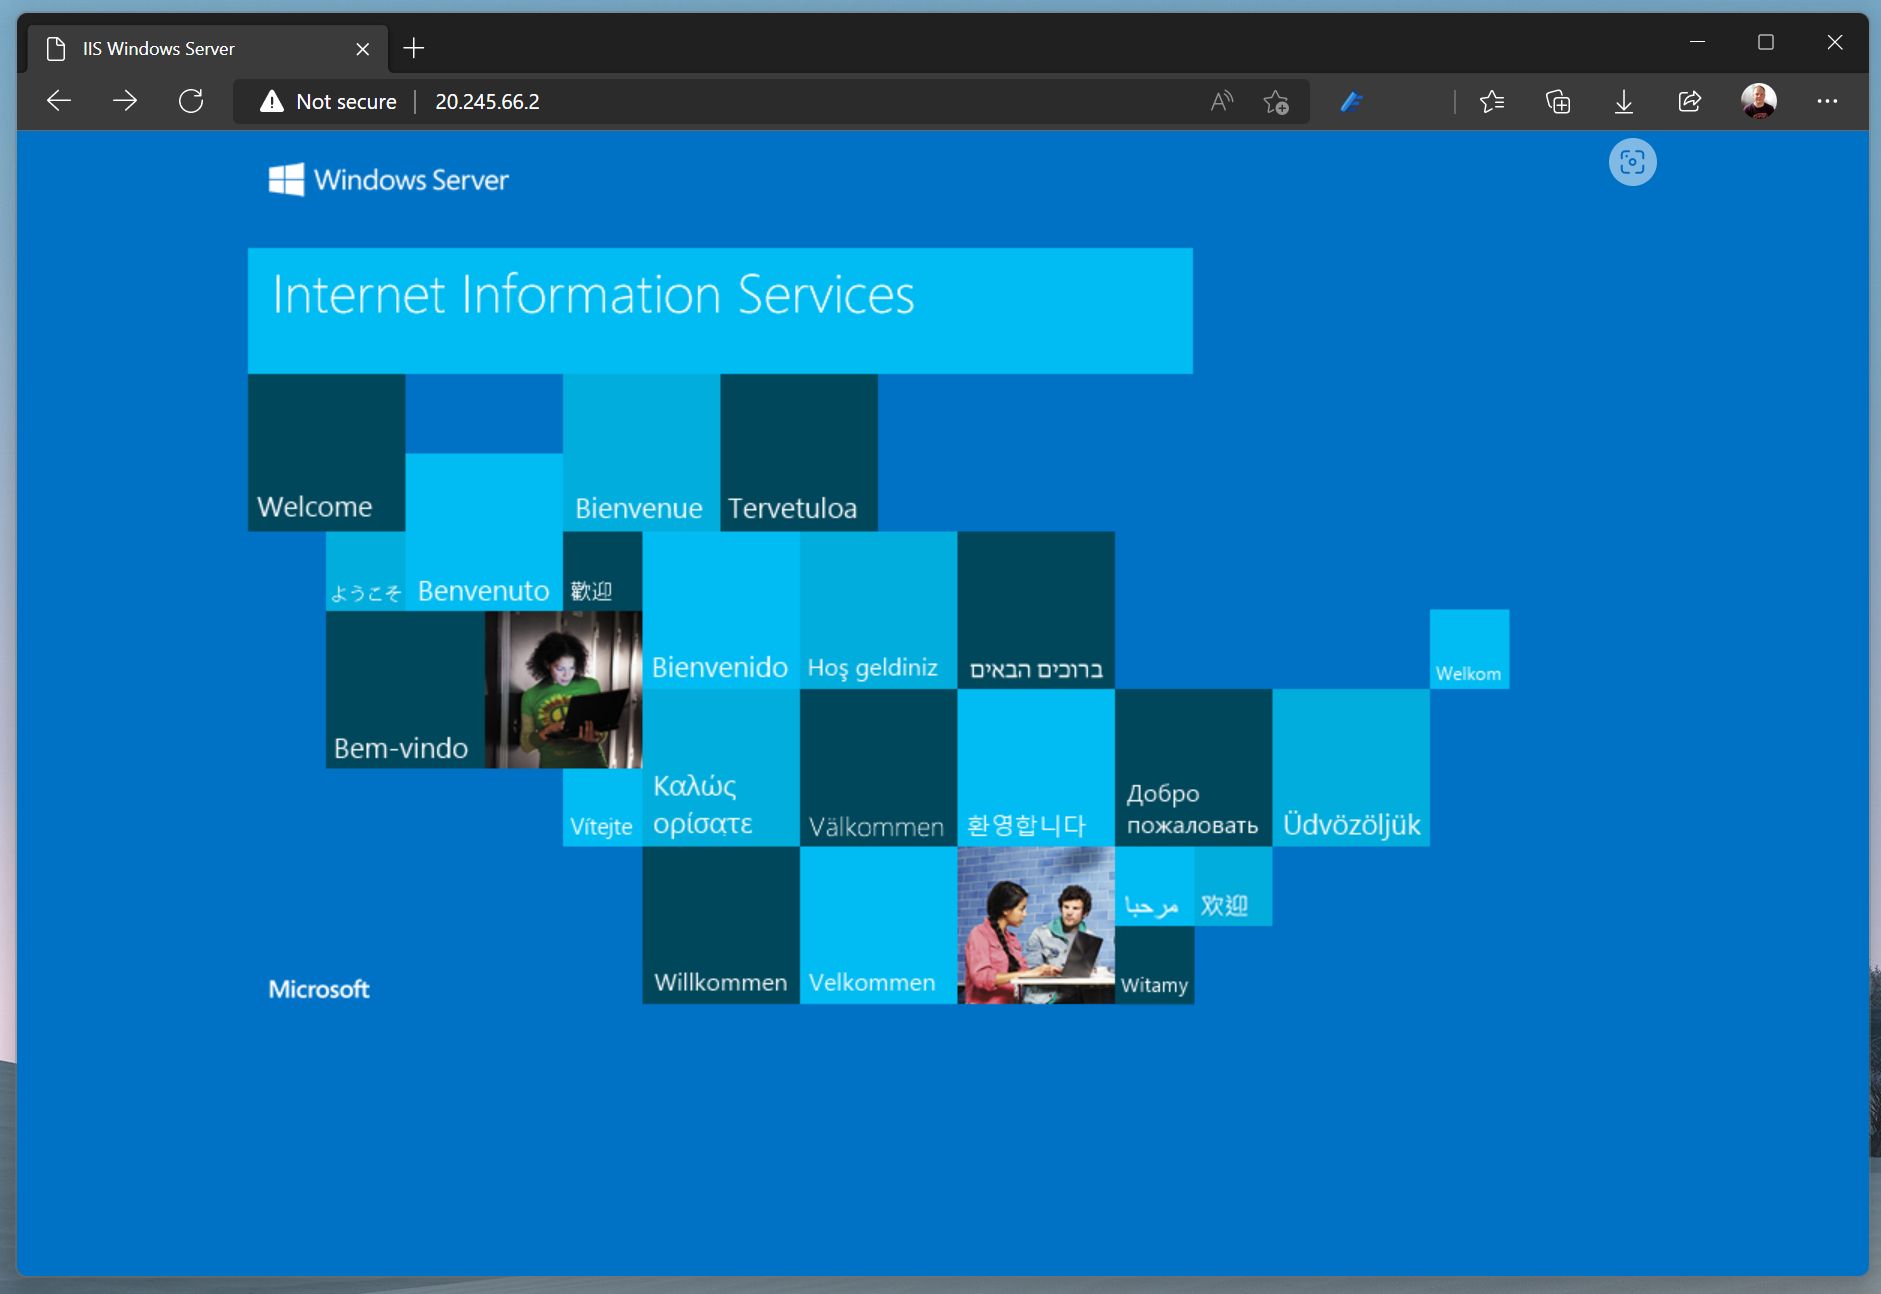 IIS Windows Server
Not secure
20.245.66.2
Windows Server
Internet Information Services
Welcome
Bienvenue
Tervetuloa
ようこそ
Benvenuto
歡迎
Bienvenido
Hoş geldiniz
ברוכים הבאים
Welkom
Bem-vindo
Vítejte
Καλώς
ορίσατε
Välkommen
환영합니다
Добро
пожаловать
Üdvözöljük
Willkommen
Velkommen
مرحبا
欢迎
Witamy
Microsoft